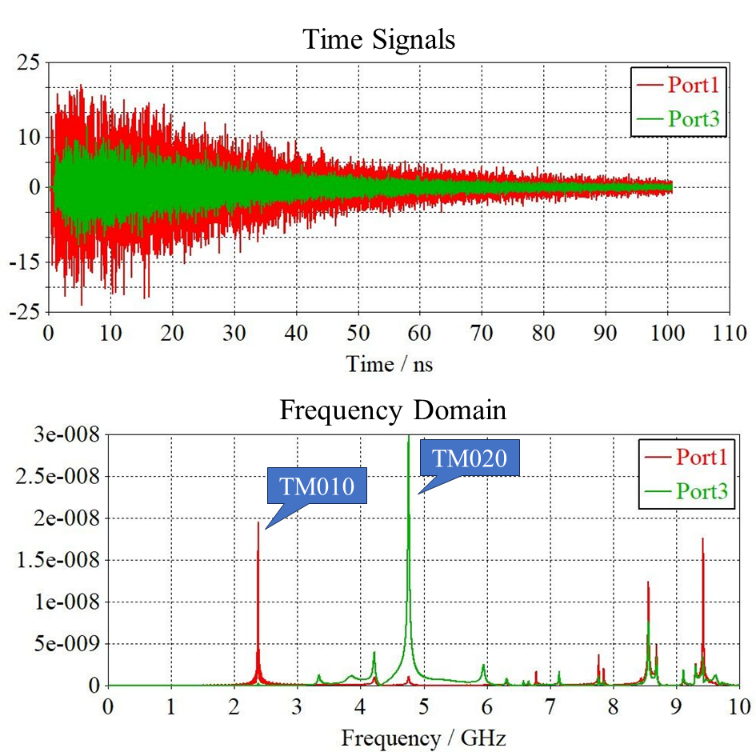 Time Signals
25
10
0
-15
-25
Port1
Port3
0 10 20 30 40 50 60 70 80 90 100 110
Time / ns
Frequency Domain
3e-008
2.5e-008
2e-008
1.5e-008
1e-008
5e-009
0
TM010
TM020
Port1
Port3
0 1 2 3 4 5 6 7 8 9 10
Frequency / GHz